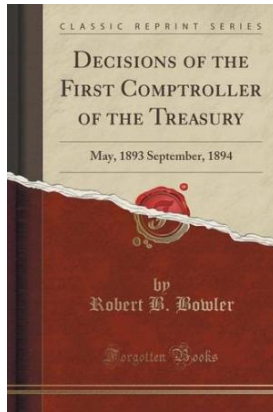 CLASSIC REPRINT SERIES
DECISIONS OF THE
FIRST COMPTROLLER
OF THE TREASURY
May, 1893 September, 1894
by
Robert B. Bowler
Forgotten Books